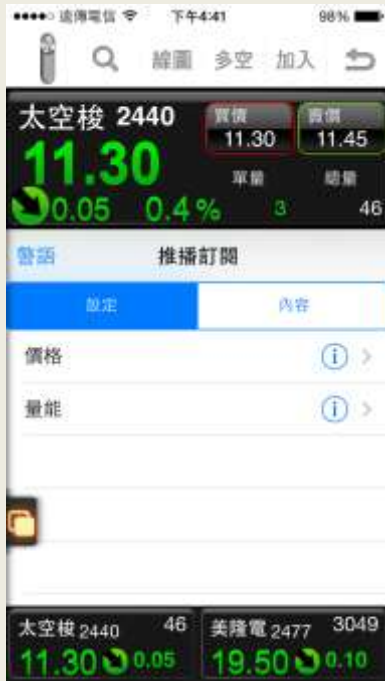 遠傳電信 下午4:41 98%
線圖 多空 加入
太空梭 2440 買價 賣價
11.30 11.45
11.30 單量 總量
0.05 0.4% 3 46
警語 推播訂閱
設定 內容
價格
量能
太空梭 2440 46 美隆電 2477 3049
11.30 0.05 19.50 0.10